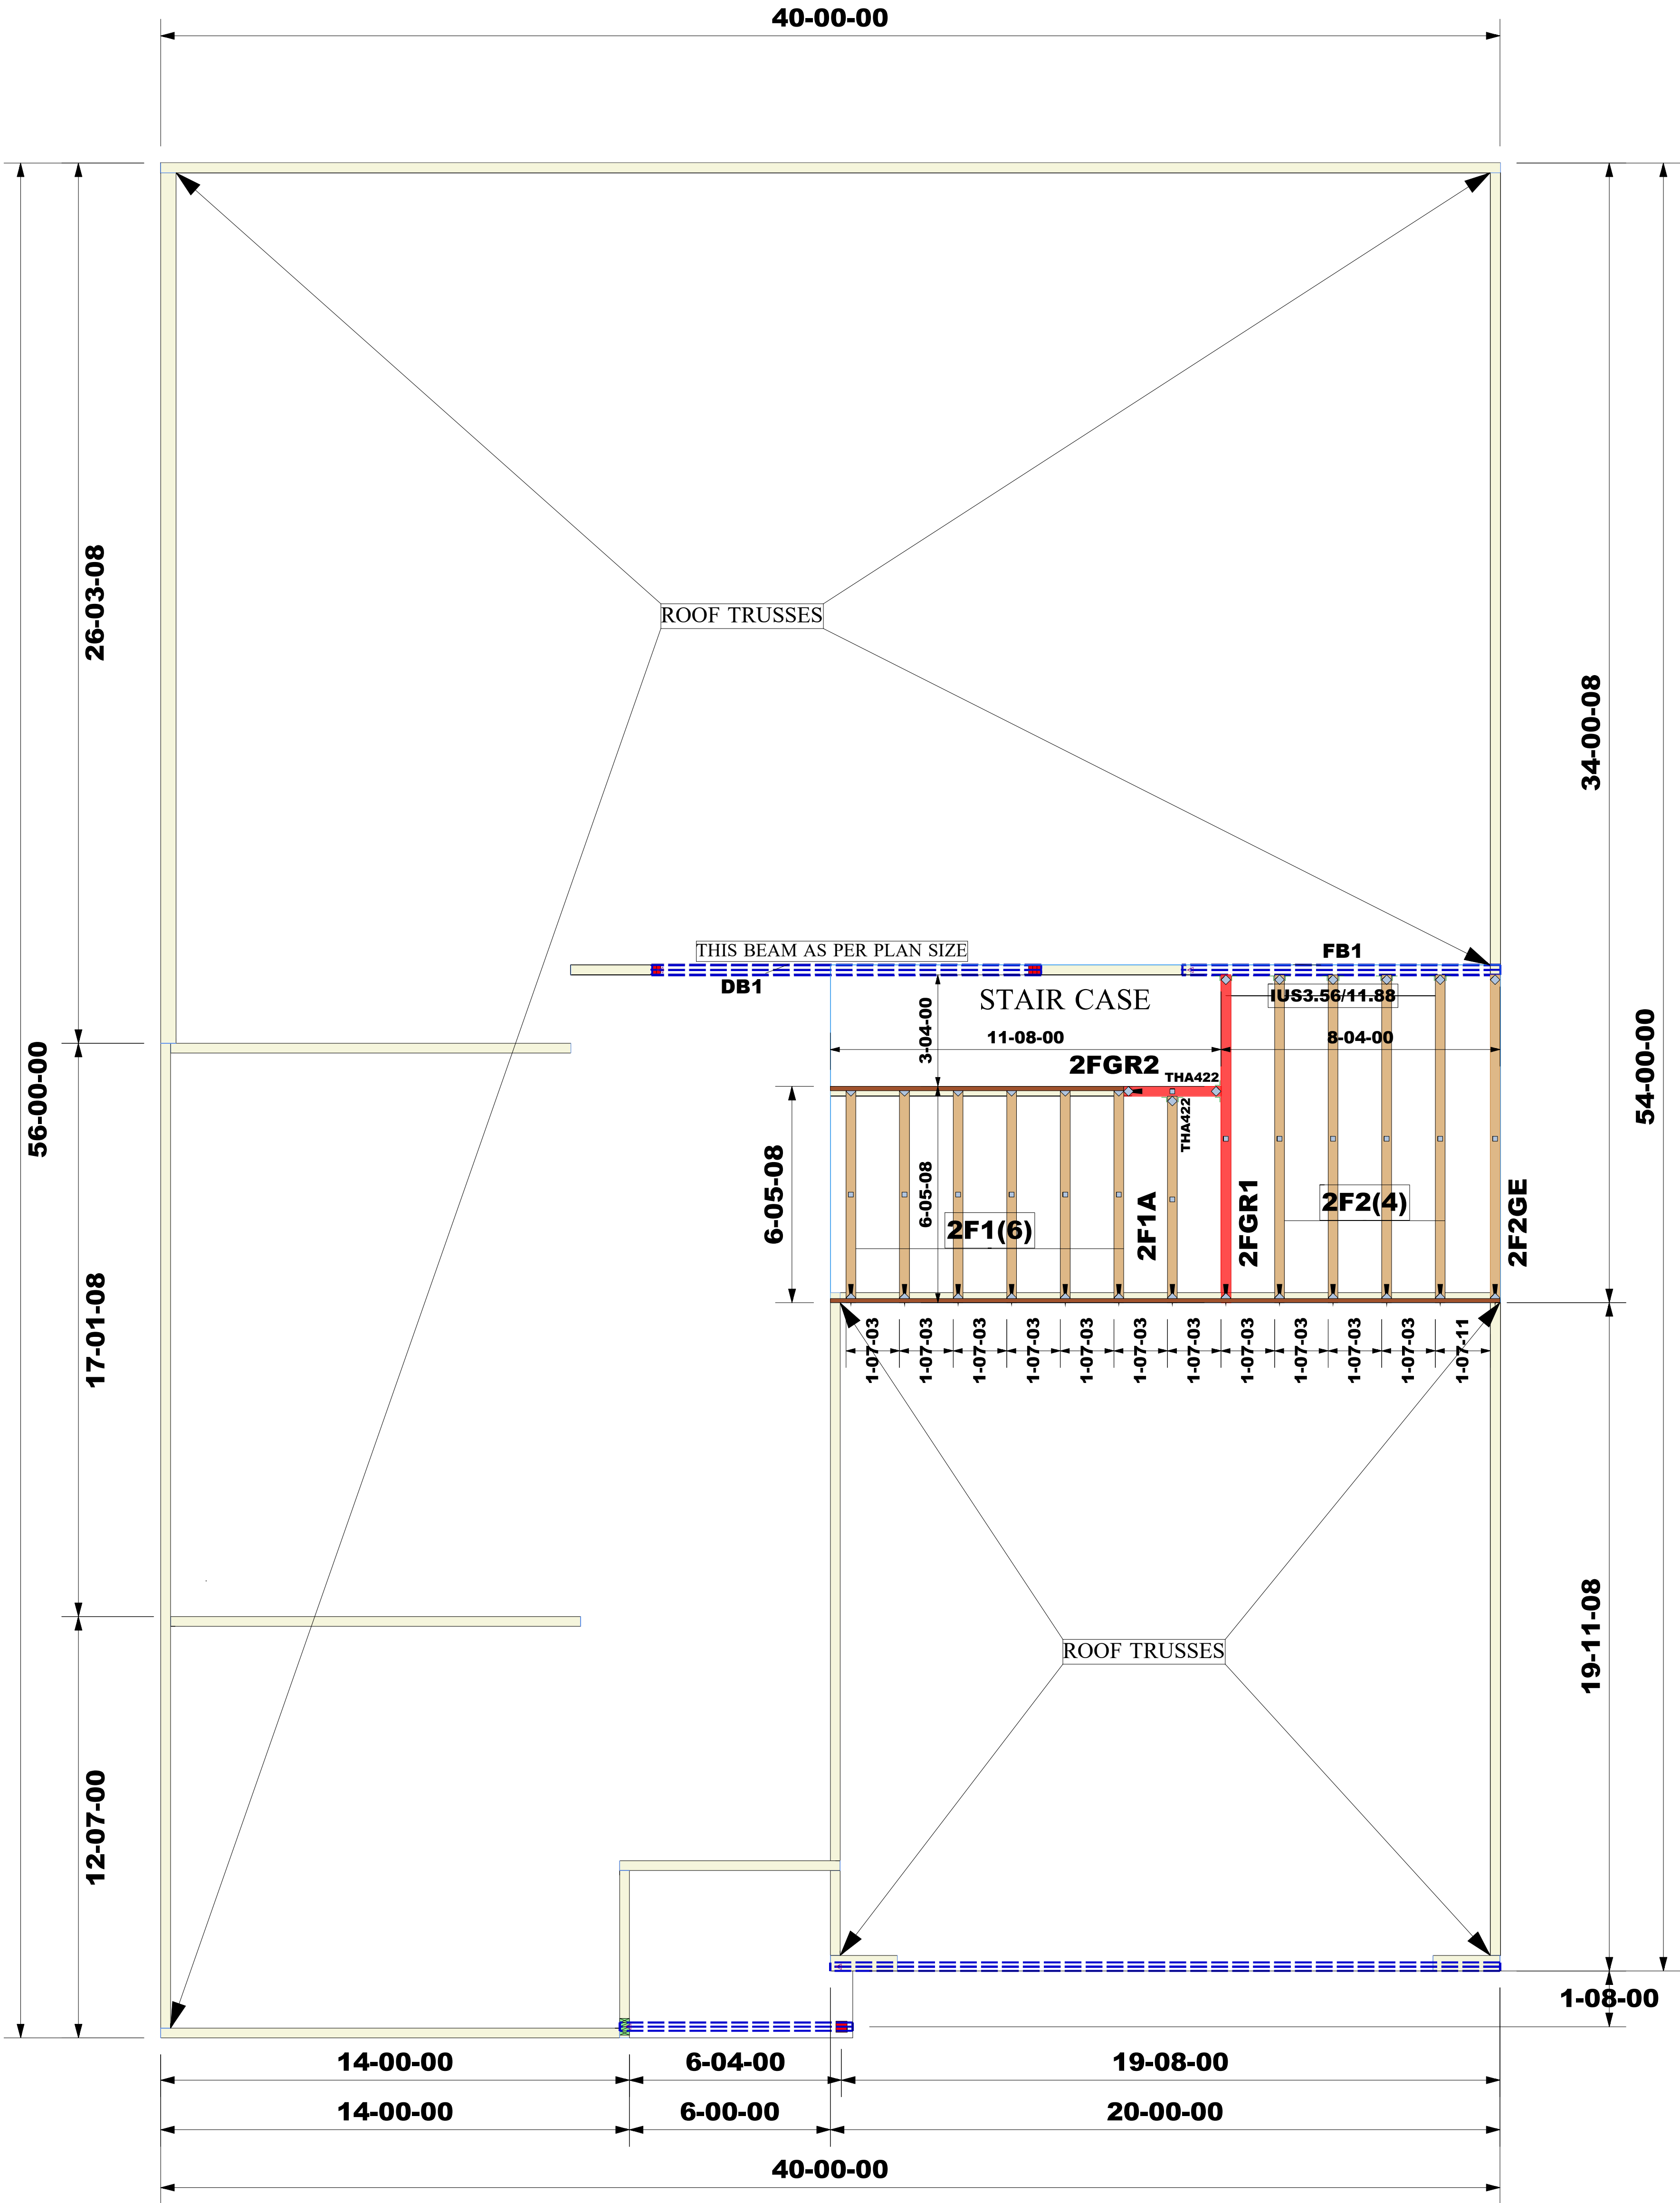 40-00-00
26-03-08
34-00-08
ROOF TRUSSES
THIS BEAM AS PER PLAN SIZE
FB1
DB1
STAIR CASE
IUS3.56/11.88
3-04-00
11-08-00
8-04-00
2FGR2
THA422
THA422
56-00-00
54-00-00
6-05-08
6-05-08
2F1(6)
2F1A
2FGR1
2F2(4)
2F2GE
17-01-08
1-07-03
1-07-03
1-07-03
1-07-03
1-07-03
1-07-03
1-07-03
1-07-03
1-07-03
1-07-03
1-07-03
1-07-11
ROOF TRUSSES
19-11-08
12-07-00
1-08-00
14-00-00
6-04-00
19-08-00
14-00-00
6-00-00
20-00-00
40-00-00